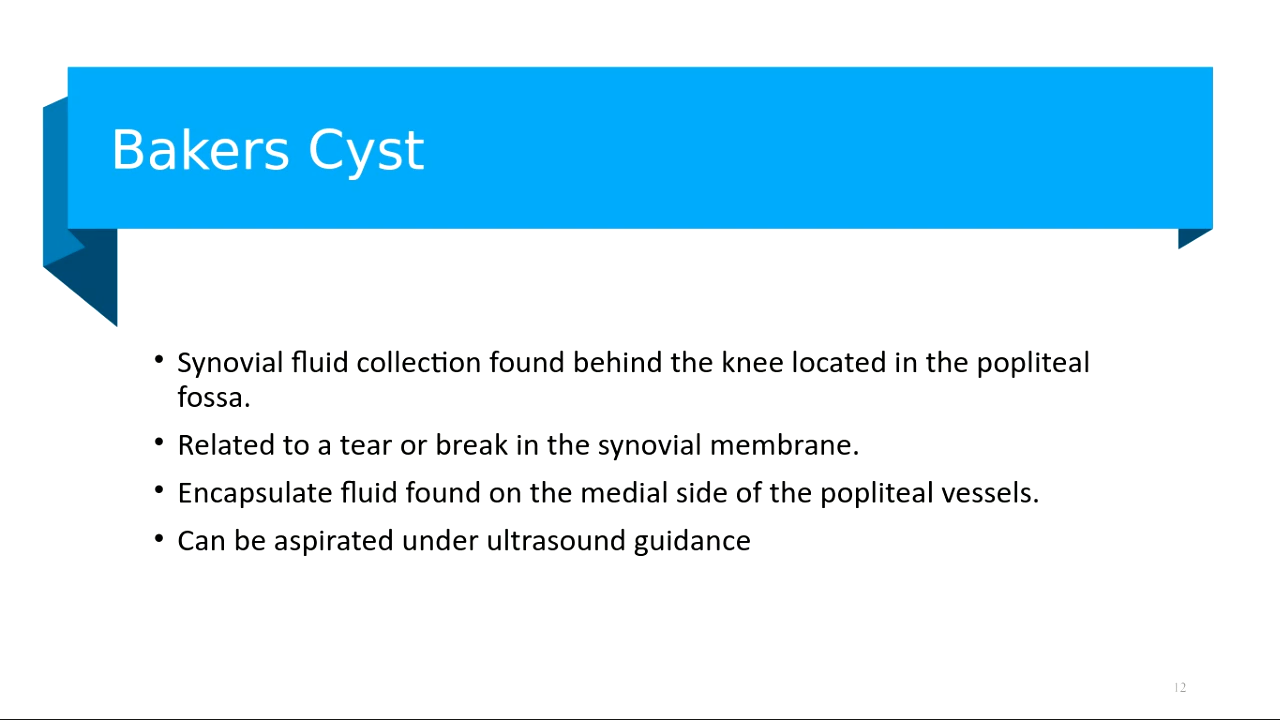 Bakers Cyst
• Synovial fluid collection found behind the knee located in the popliteal
fossa.
• Related to a tear or break in the synovial membrane.
• Encapsulate fluid found on the medial side of the popliteal vessels.
• Can be aspirated under ultrasound guidance
12